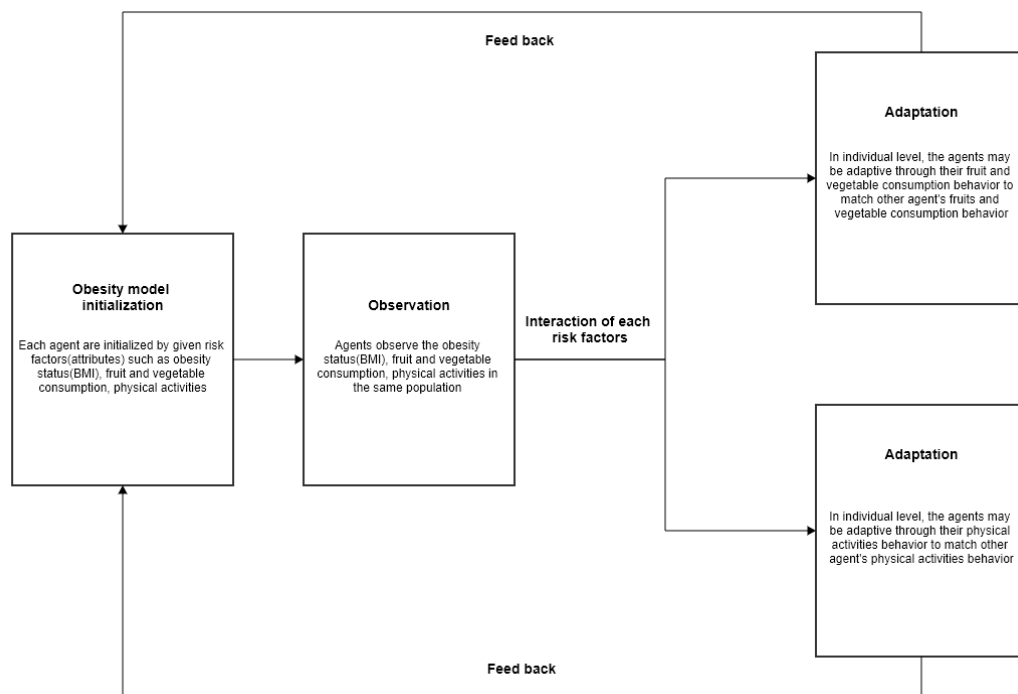 Feed back
Adaptation
In individual level, the agents may
be adaptive through their fruit and
vegetable consumption behavior to
match other agent's fruits and
vegetable consumption behavior
Obesity model
initialization
Each agent are initialized by given risk
factors(attributes) such as obesity
status(BMI), fruit and vegetable
consumption, physical activities
Observation
Agents observe the obesity
status(BMI), fruit and vegetable
consumption, physical activities in
the same population
Interaction of each
risk factors
Adaptation
In individual level, the agents may
be adaptive through their physical
activities behavior to match other
agent's physical activities behavior
Feed back